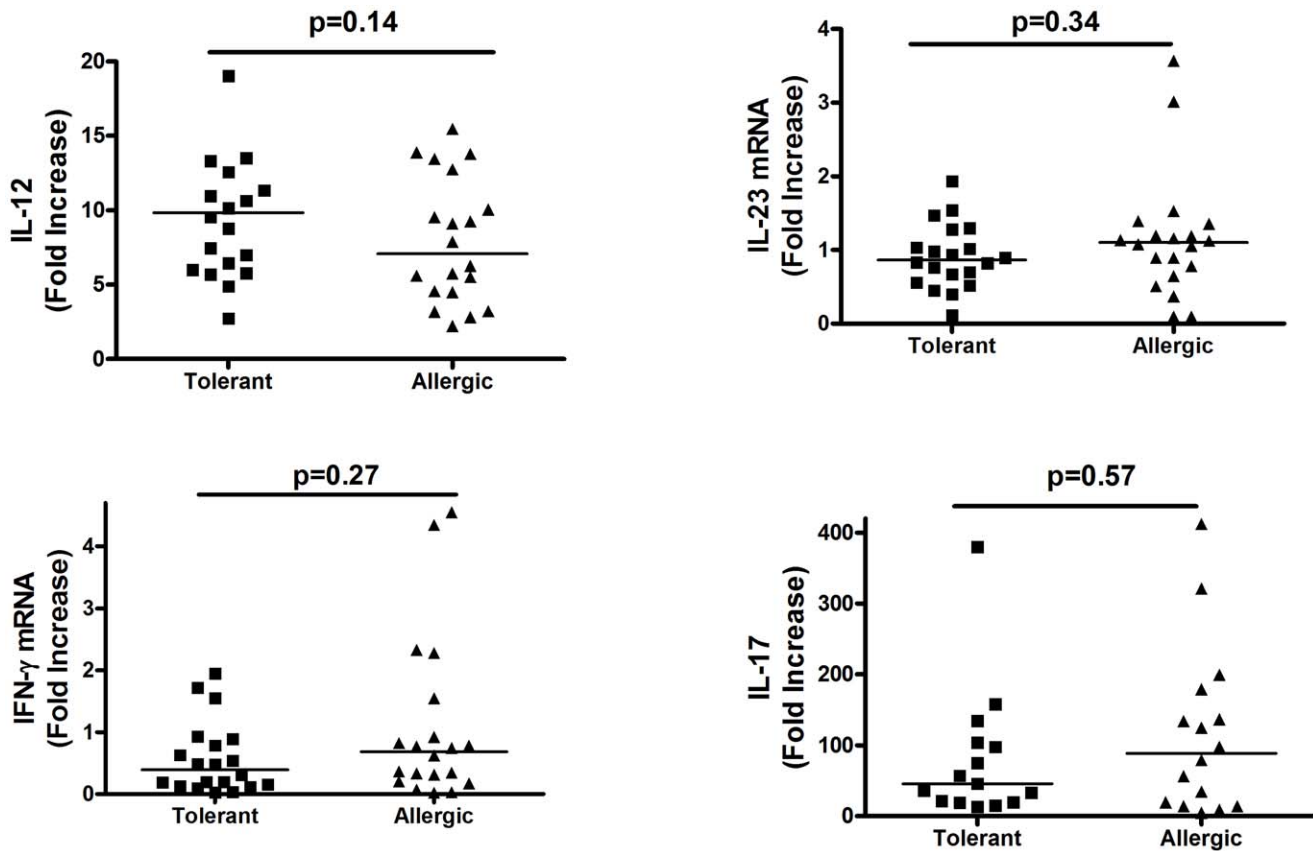 p=0.14
IL-12
(Fold Increase)
20
15
10
5
0
Tolerant
Allergic
p=0.34
IL-23 mRNA
(Fold Increase)
4
3
2
1
0
Tolerant
Allergic
p=0.27
IFN-γ mRNA
(Fold Increase)
4
2
0
Tolerant
Allergic
p=0.57
IL-17
(Fold Increase)
400
300
200
100
0
Tolerant
Allergic